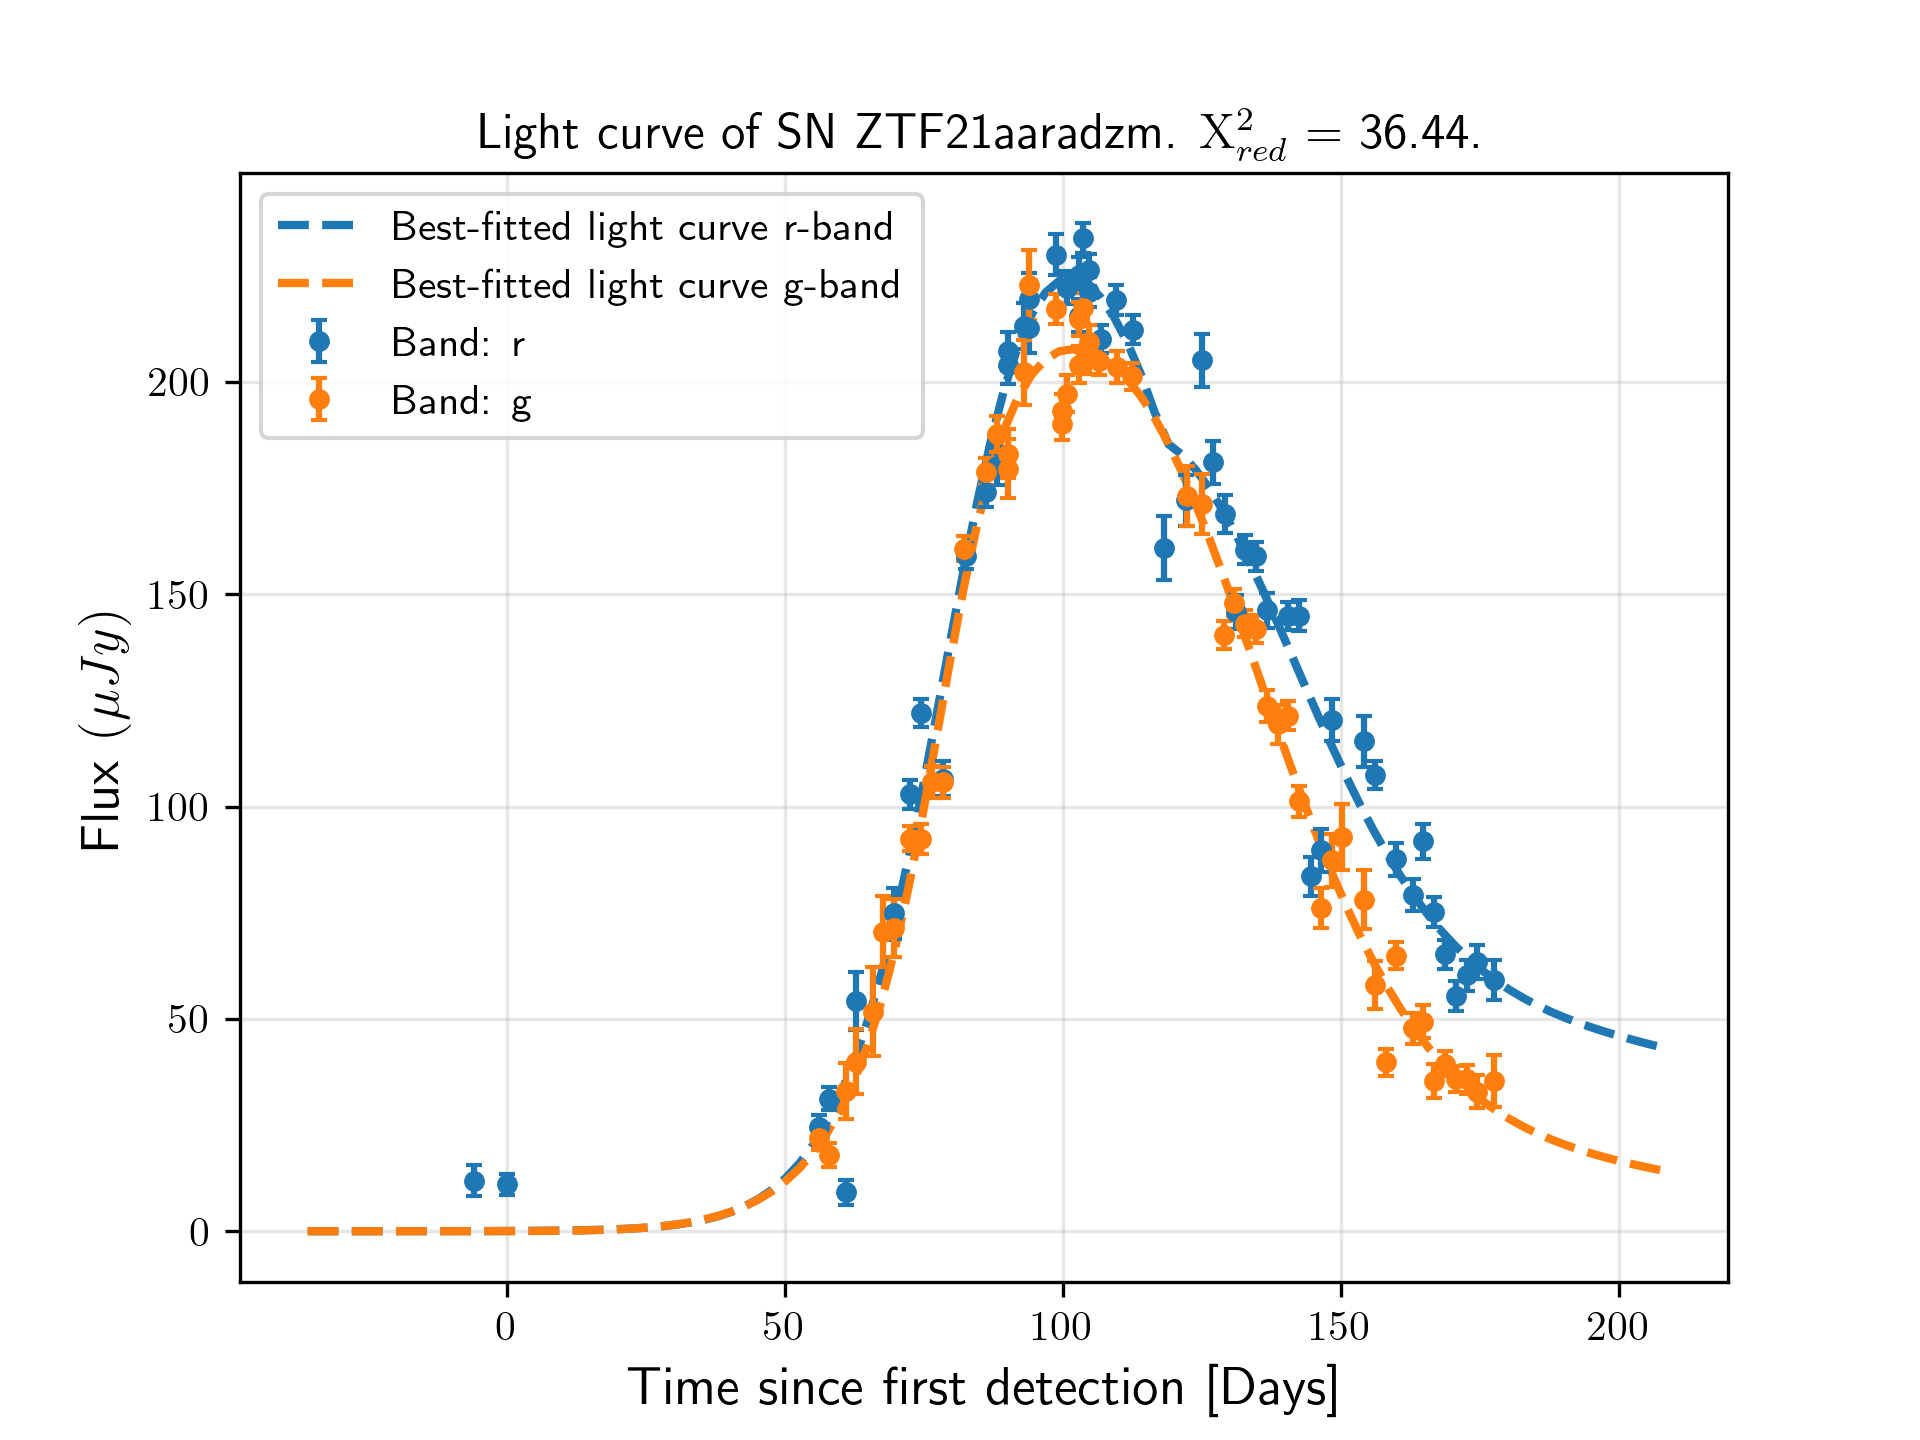 Light curve of SN ZTF21aaradzm. X²_red = 36.44.
Best-fitted light curve r-band
Best-fitted light curve g-band
Band: r
Band: g
200
150
100
50
0
Flux (μJy)
0 50 100 150 200
Time since first detection [Days]